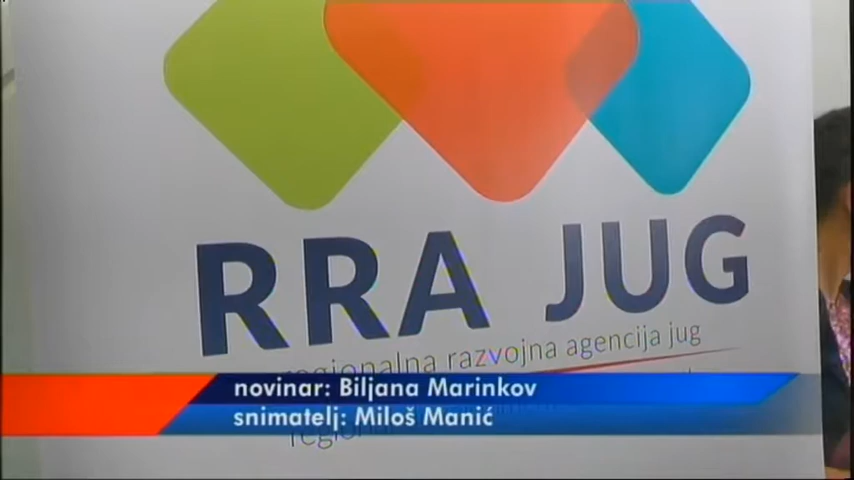 RRA JUG
regionalna razvojna agencija jug
novinar: Biljana Marinkov
snimatelj: Miloš Manić